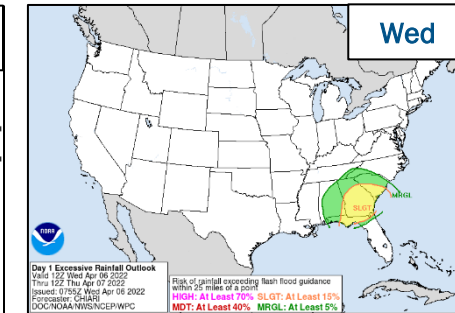 Wed
MRGL
SLGT
NOAA
Day 1 Excessive Rainfall Outlook
Valid 12Z Wed Apr 06 2022
Thru 12Z Thu Apr 07 2022
Issued: 0755Z Wed Apr 06 2022
Forecaster: CHIARI
DOC/NOAA/NWS/NCEP/WPC
Risk of rainfall exceeding flash flood guidance
within 25 miles of a point
HIGH: At Least 70% SLGT: At Least 15%
MDT: At Least 40% MRGL: At Least 5%